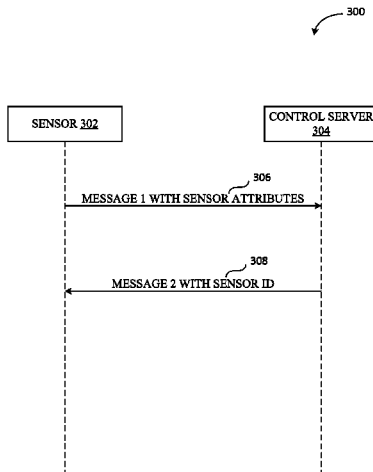 300
SENSOR 302
CONTROL SERVER
304
306
MESSAGE 1 WITH SENSOR ATTRIBUTES
308
MESSAGE 2 WITH SENSOR ID